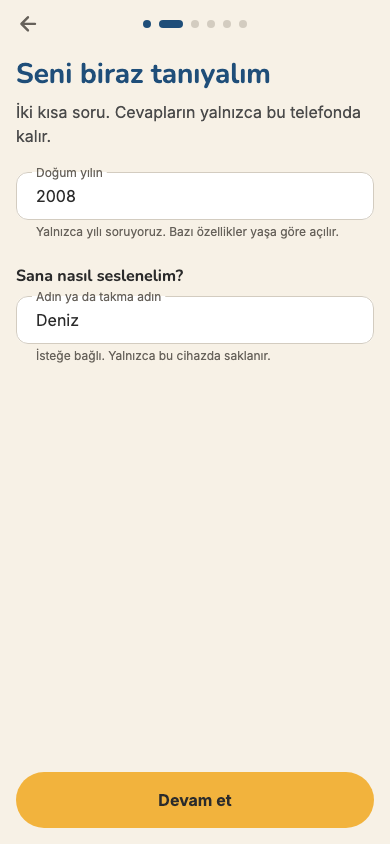 Seni biraz tanıyalım
İki kısa soru. Cevapların yalnızca bu telefonda
kalır.
Doğum yılın
2008
Yalnızca yılı soruyoruz. Bazı özellikler yaşa göre açılır.
Sana nasıl seslenelim?
Adın ya da takma adın
Deniz
İsteğe bağlı. Yalnızca bu cihazda saklanır.
Devam et